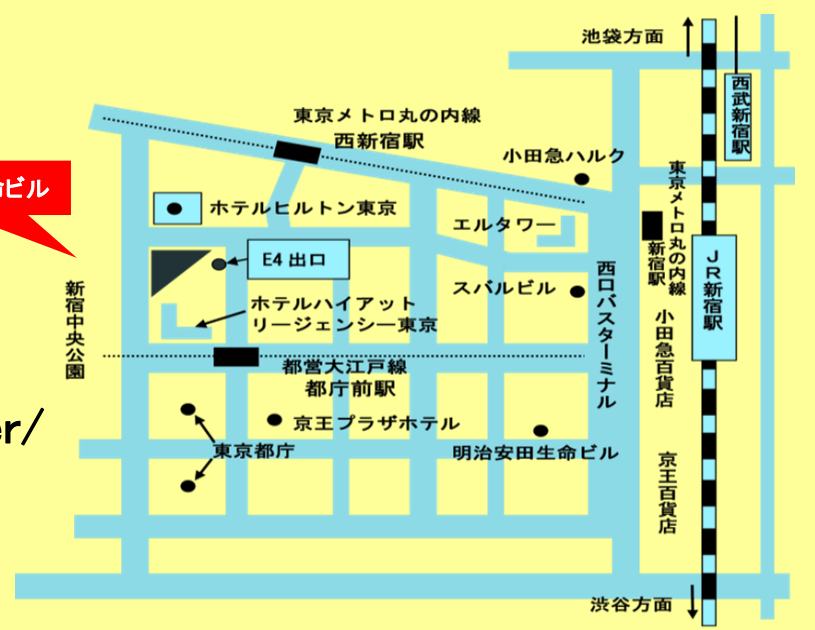 池袋方面
西武新宿駅
東京メトロ丸の内線
西新宿駅
小田急ハルク
ビル
ホテルヒルトン東京
エルタワー
東京メトロ丸の内線
新宿駅
JR新宿駅
E4 出口
西口バスターミナル
スバルビル
新宿中央公園
ホテルハイアット
リージェンシー東京
小田急百貨店
都営大江戸線
都庁前駅
er/
京王プラザホテル
東京都庁
明治安田生命ビル
京王百貨店
渋谷方面